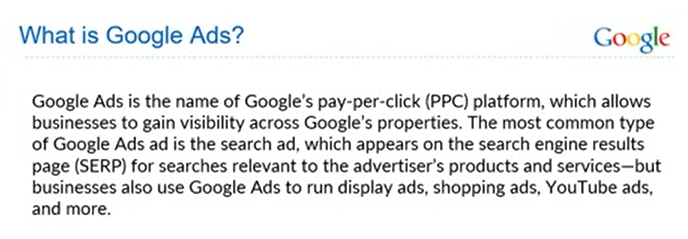 What is Google Ads?
Google
Google Ads is the name of Google's pay-per-click (PPC) platform, which allows
businesses to gain visibility across Google's properties. The most common type
of Google Ads ad is the search ad, which appears on the search engine results
page (SERP) for searches relevant to the advertiser's products and services—but
businesses also use Google Ads to run display ads, shopping ads, YouTube ads,
and more.